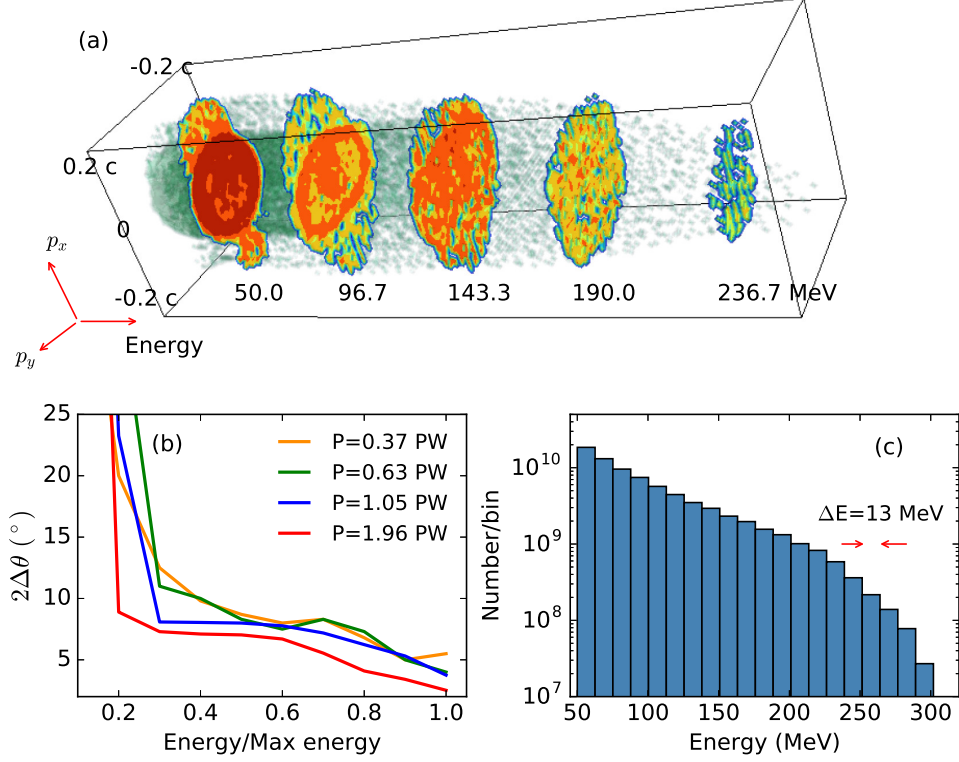 (a)
-0.2 c
0.2 c
0
-0.2 c
50.0 96.7 143.3 190.0 236.7 MeV
p_x
p_y
Energy
(b)
25
20
15
10
5
2Δθ (°)
P=0.37 PW
P=0.63 PW
P=1.05 PW
P=1.96 PW
0.2 0.4 0.6 0.8 1.0
Energy/Max energy
(c)
10^10
10^9
10^8
10^7
Number/bin
ΔE=13 MeV
50 100 150 200 250 300
Energy (MeV)